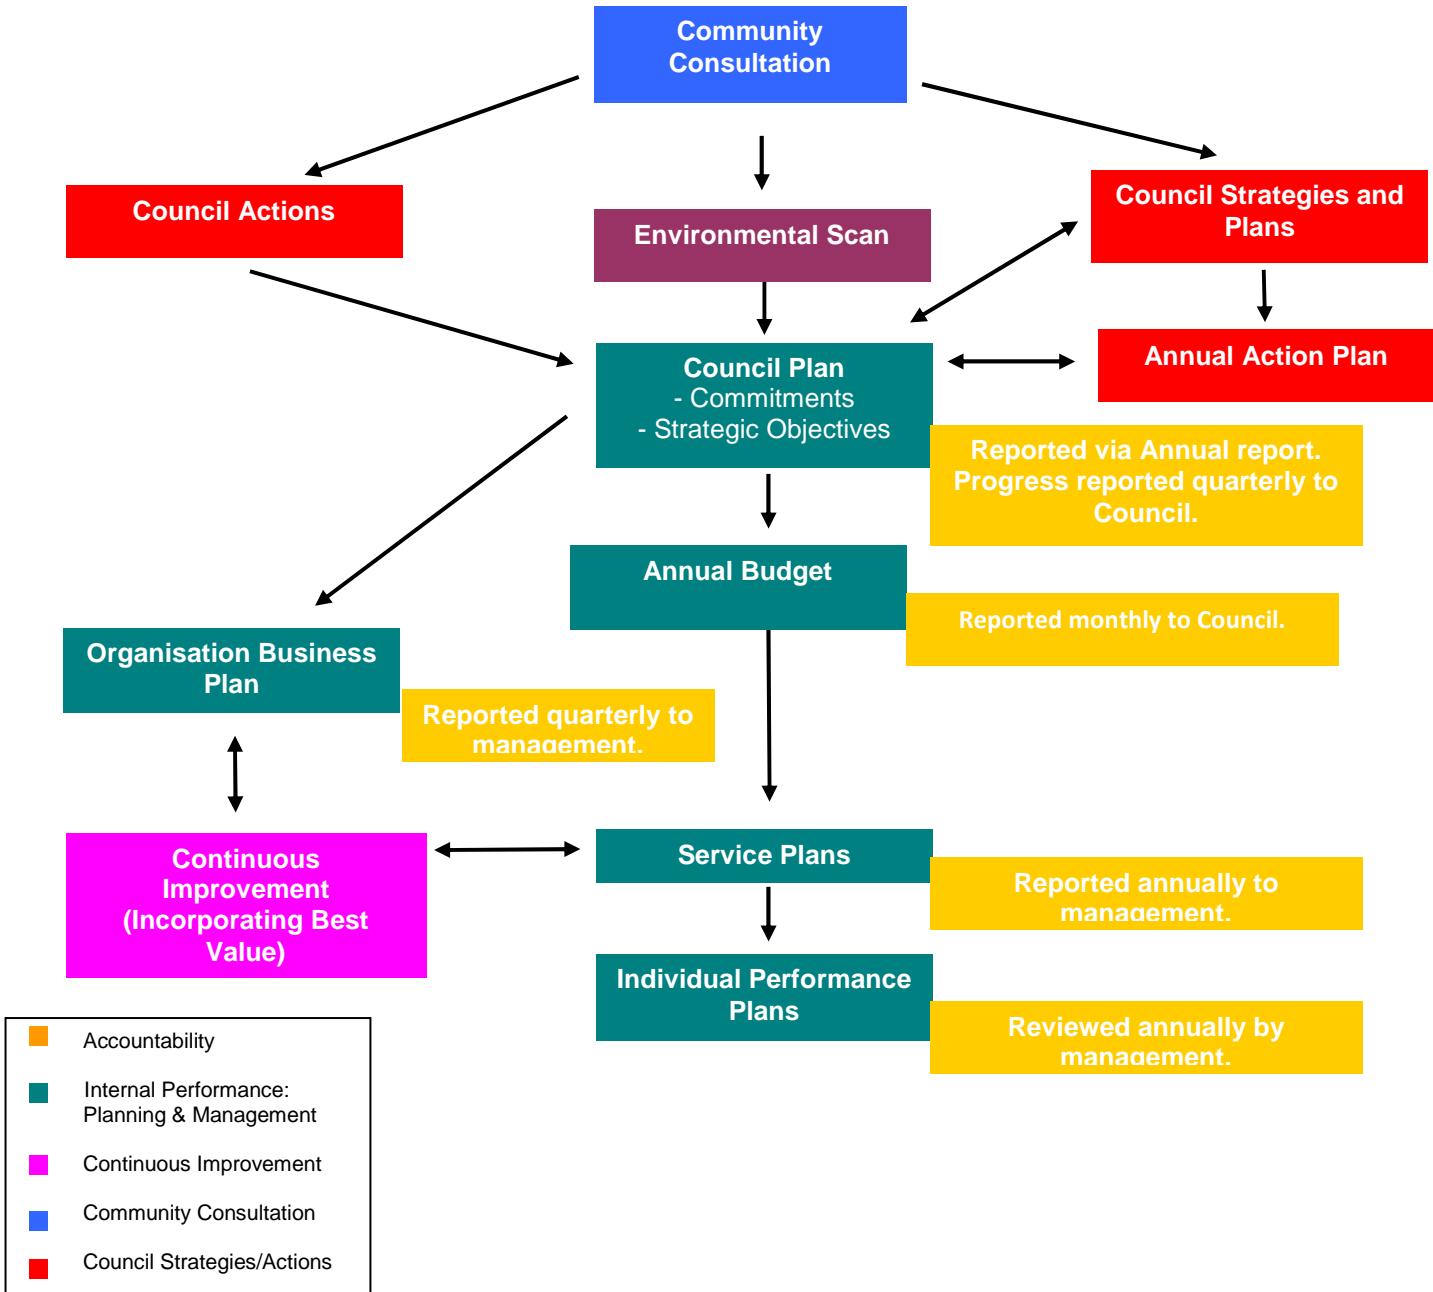 Community
Consultation
Council Actions
Environmental Scan
Council Strategies and
Plans
Annual Action Plan
Council Plan
- Commitments
- Strategic Objectives
Reported via Annual report.
Progress reported quarterly to
Council.
Annual Budget
Reported monthly to Council.
Organisation Business
Plan
Reported quarterly to
management.
Continuous
Improvement
(Incorporating Best
Value)
Service Plans
Reported annually to
management.
Individual Performance
Plans
Reviewed annually by
management.
Accountability
Internal Performance:
Planning & Management
Continuous Improvement
Community Consultation
Council Strategies/Actions